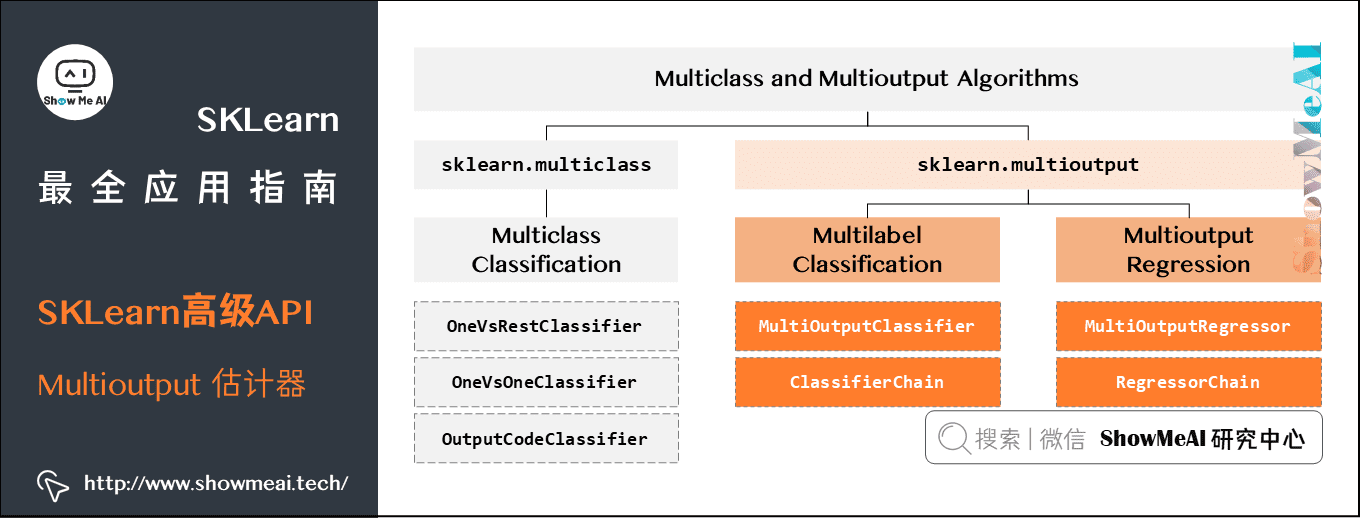 Show Me AI
SKLearn
最全应用指南
SKLearn高级API
Multioutput 估计器
http://www.showmeai.tech/
Multiclass and Multioutput Algorithms
sklearn.multiclass
sklearn.multioutput
Multiclass
Classification
Multilabel
Classification
Multioutput
Regression
OneVsRestClassifier
MultiOutputClassifier
MultiOutputRegressor
OneVsOneClassifier
ClassifierChain
RegressorChain
OutputCodeClassifier
搜索 | 微信 ShowMeAI 研究中心
ShowMeAI